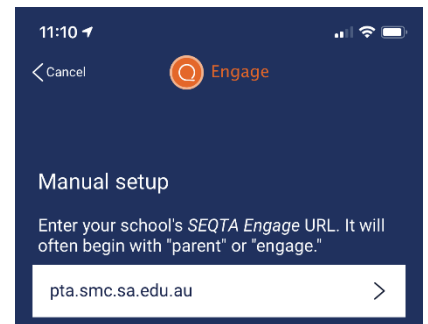 11:10
Cancel
Engage
Manual setup
Enter your school's SEQTA Engage URL. It will
often begin with "parent" or "engage."
pta.smc.sa.edu.au